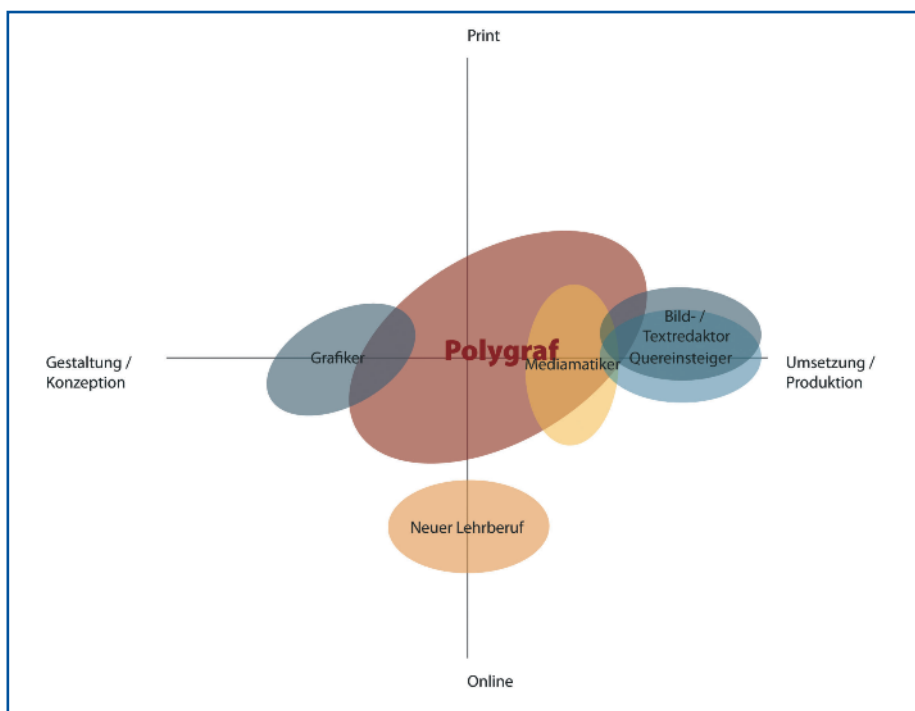 Print
Bild- /
Textredaktor
Polygraf
Grafiker
Quereinsteiger
Mediamatiker
Gestaltung /
Konzeption
Umsetzung /
Produktion
Neuer Lehrberuf
Online